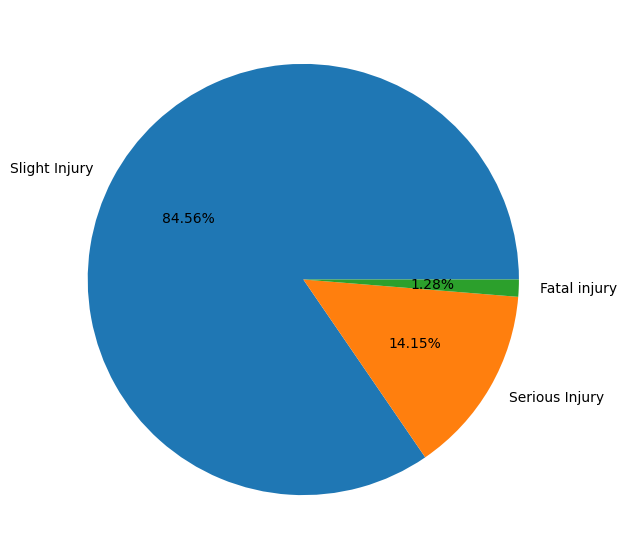 Slight Injury
84.56%
1.28%
Fatal injury
14.15%
Serious Injury